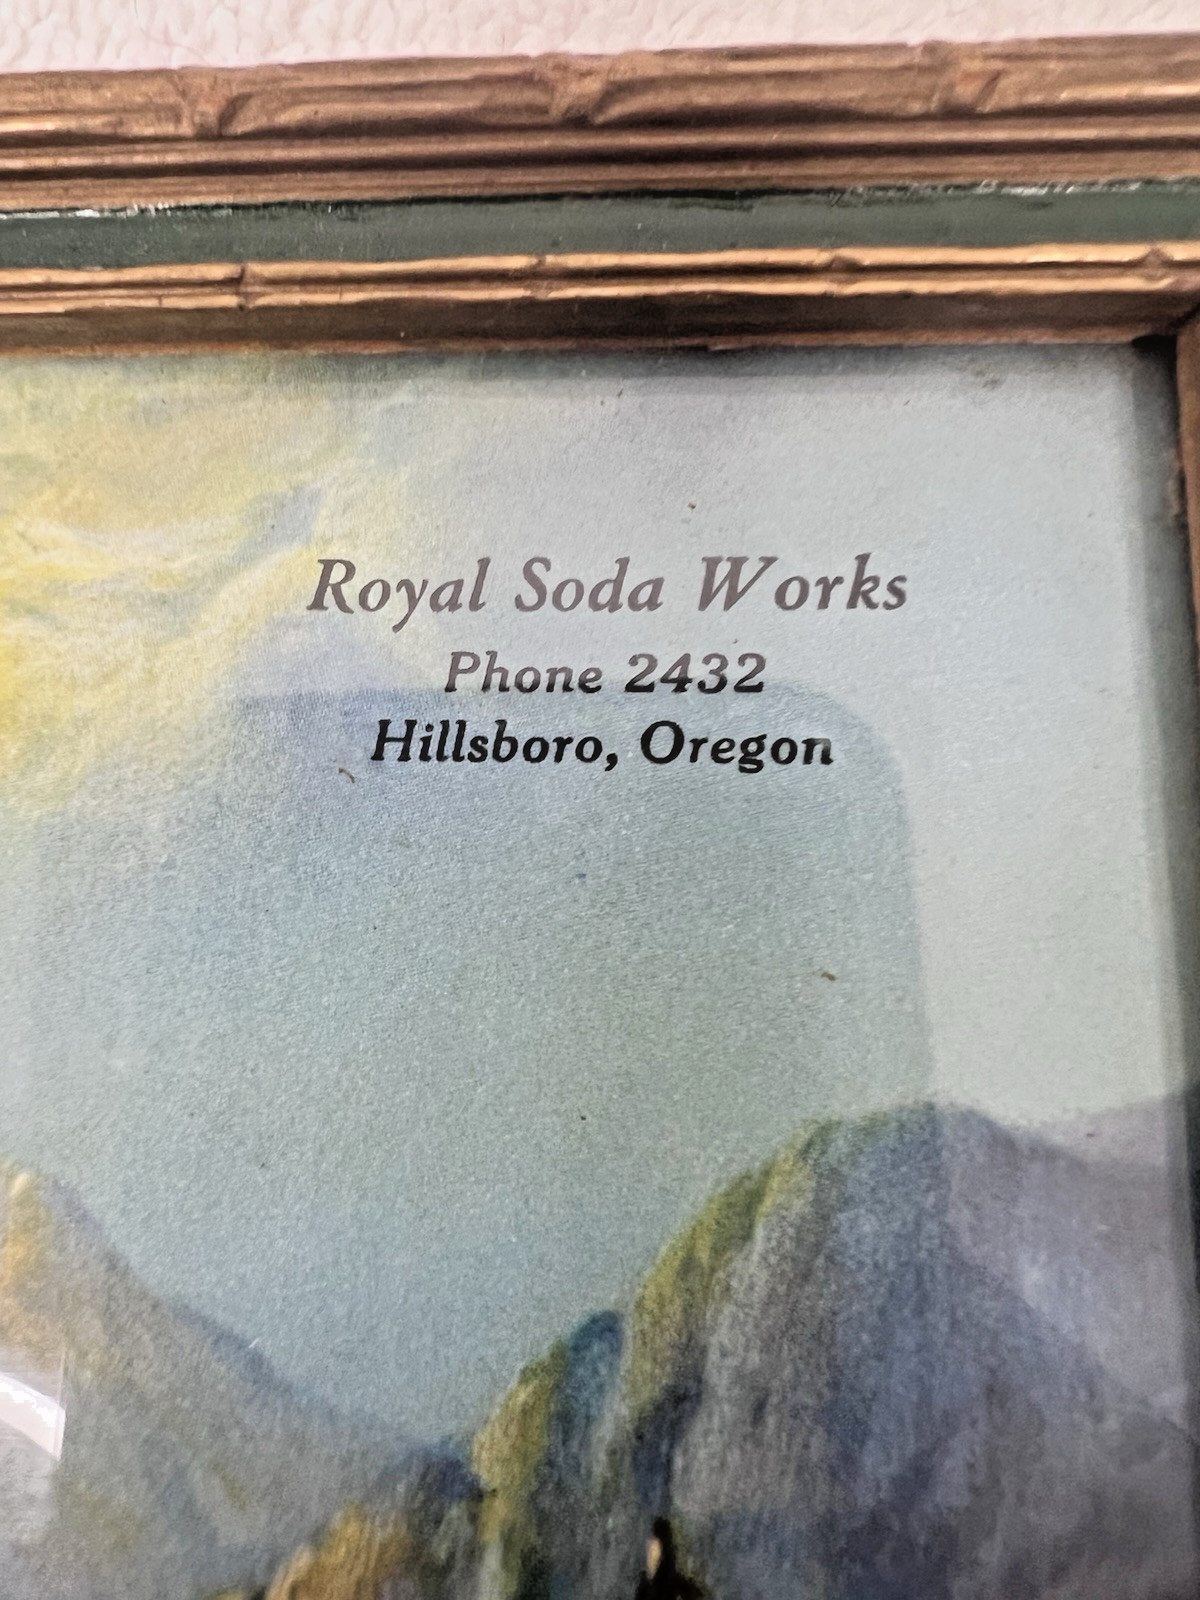 Royal Soda Works
Phone 2432
Hillsboro, Oregon